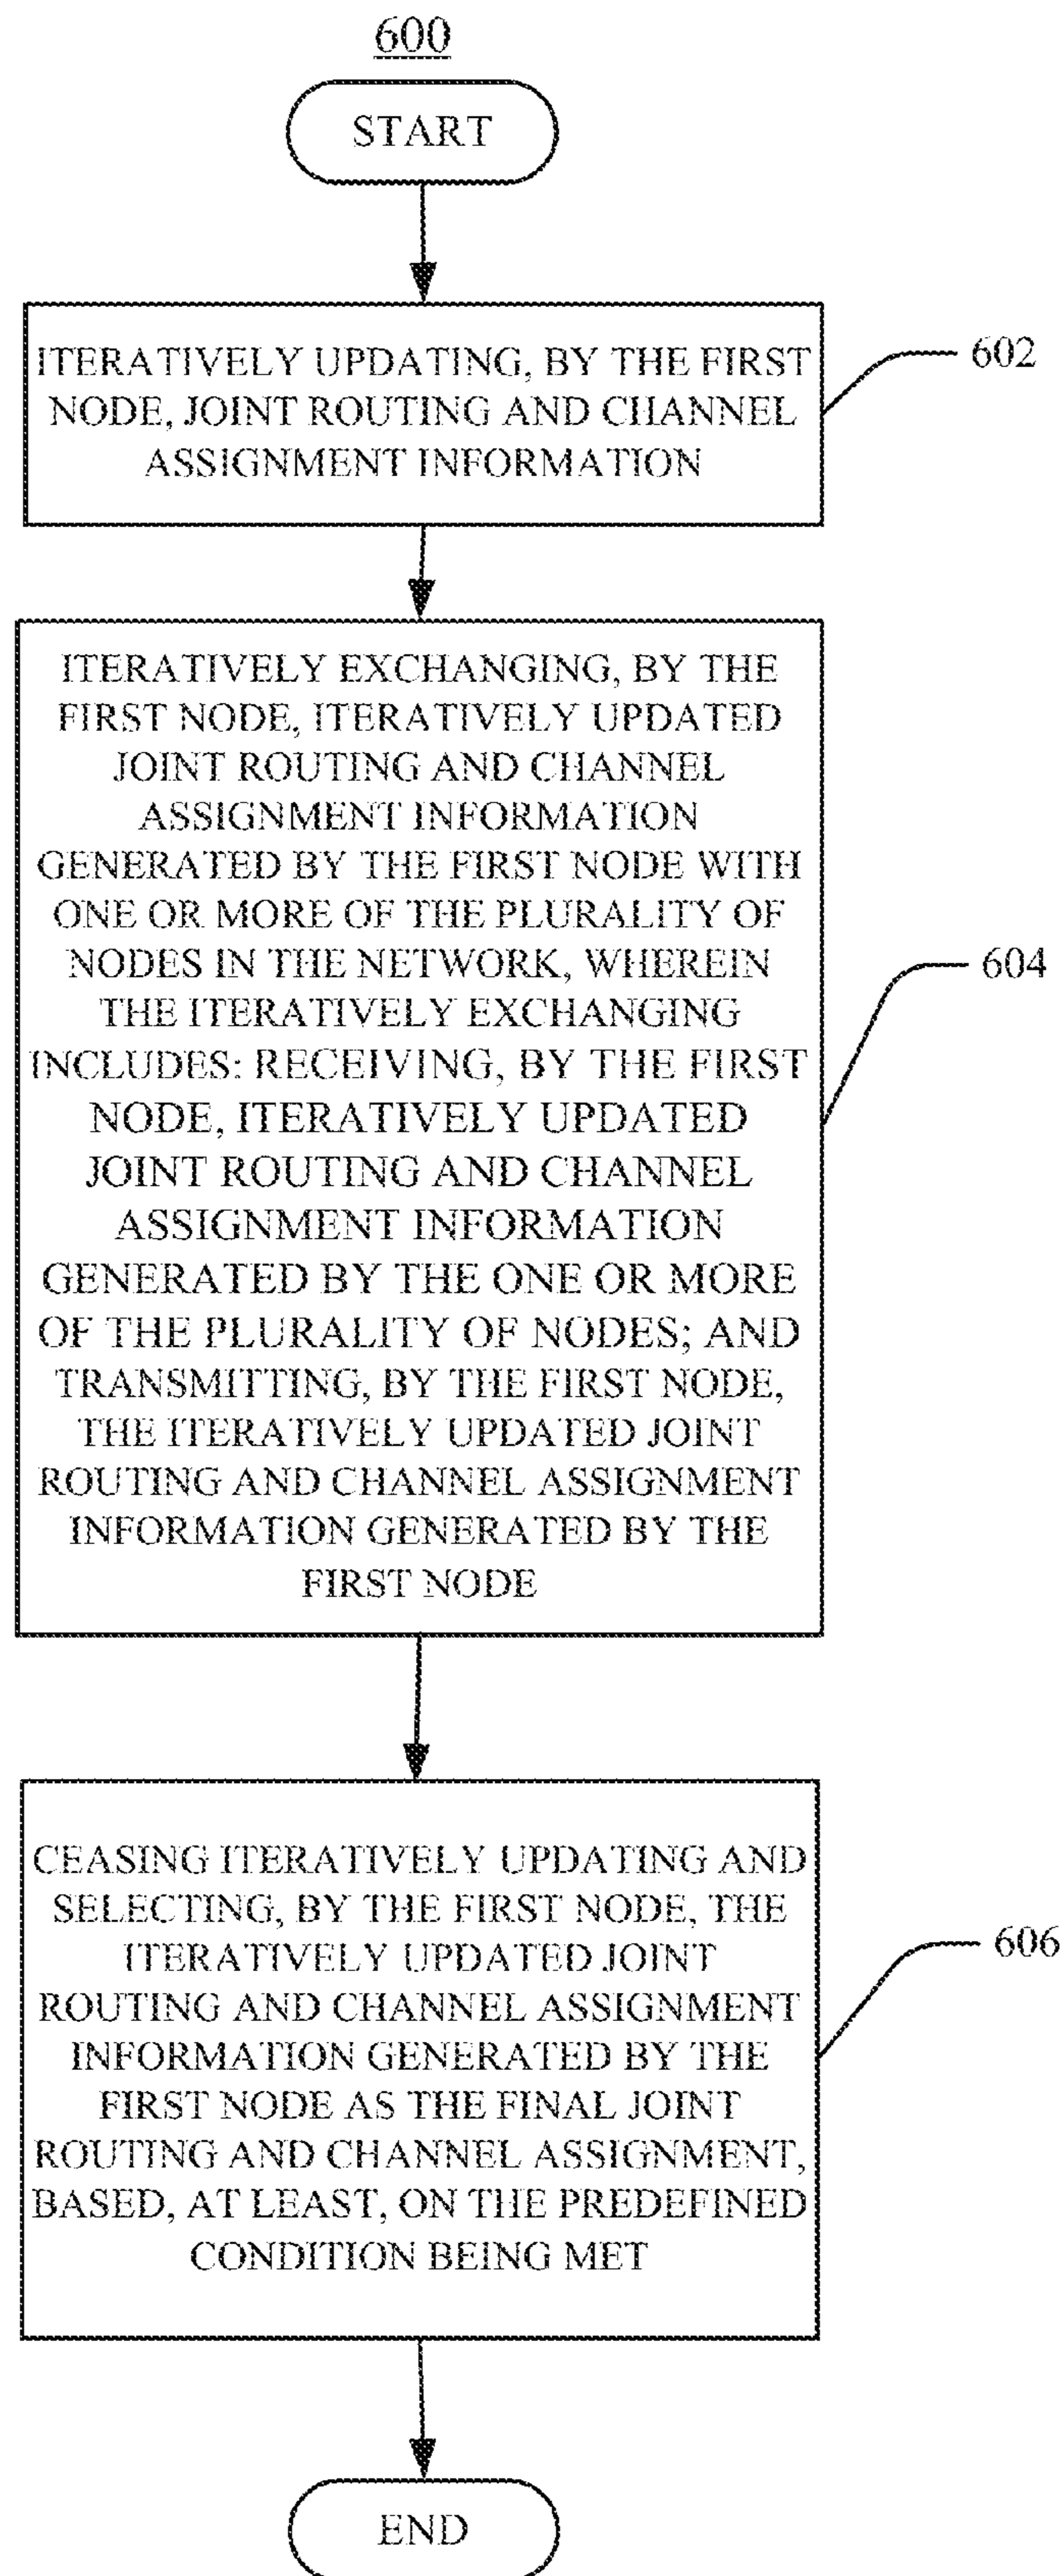 600
START
ITERATIVELY UPDATING, BY THE FIRST
NODE, JOINT ROUTING AND CHANNEL
ASSIGNMENT INFORMATION
602
ITERATIVELY EXCHANGING, BY THE
FIRST NODE, ITERATIVELY UPDATED
JOINT ROUTING AND CHANNEL
ASSIGNMENT INFORMATION
GENERATED BY THE FIRST NODE WITH
ONE OR MORE OF THE PLURALITY OF
NODES IN THE NETWORK, WHEREIN
THE ITERATIVELY EXCHANGING
INCLUDES: RECEIVING, BY THE FIRST
NODE, ITERATIVELY UPDATED
JOINT ROUTING AND CHANNEL
ASSIGNMENT INFORMATION
GENERATED BY THE ONE OR MORE
OF THE PLURALITY OF NODES; AND
TRANSMITTING, BY THE FIRST NODE,
THE ITERATIVELY UPDATED JOINT
ROUTING AND CHANNEL ASSIGNMENT
INFORMATION GENERATED BY THE
FIRST NODE
604
CEASING ITERATIVELY UPDATING AND
SELECTING, BY THE FIRST NODE, THE
ITERATIVELY UPDATED JOINT
ROUTING AND CHANNEL ASSIGNMENT
INFORMATION GENERATED BY THE
FIRST NODE AS THE FINAL JOINT
ROUTING AND CHANNEL ASSIGNMENT,
BASED, AT LEAST, ON THE PREDEFINED
CONDITION BEING MET
606
END